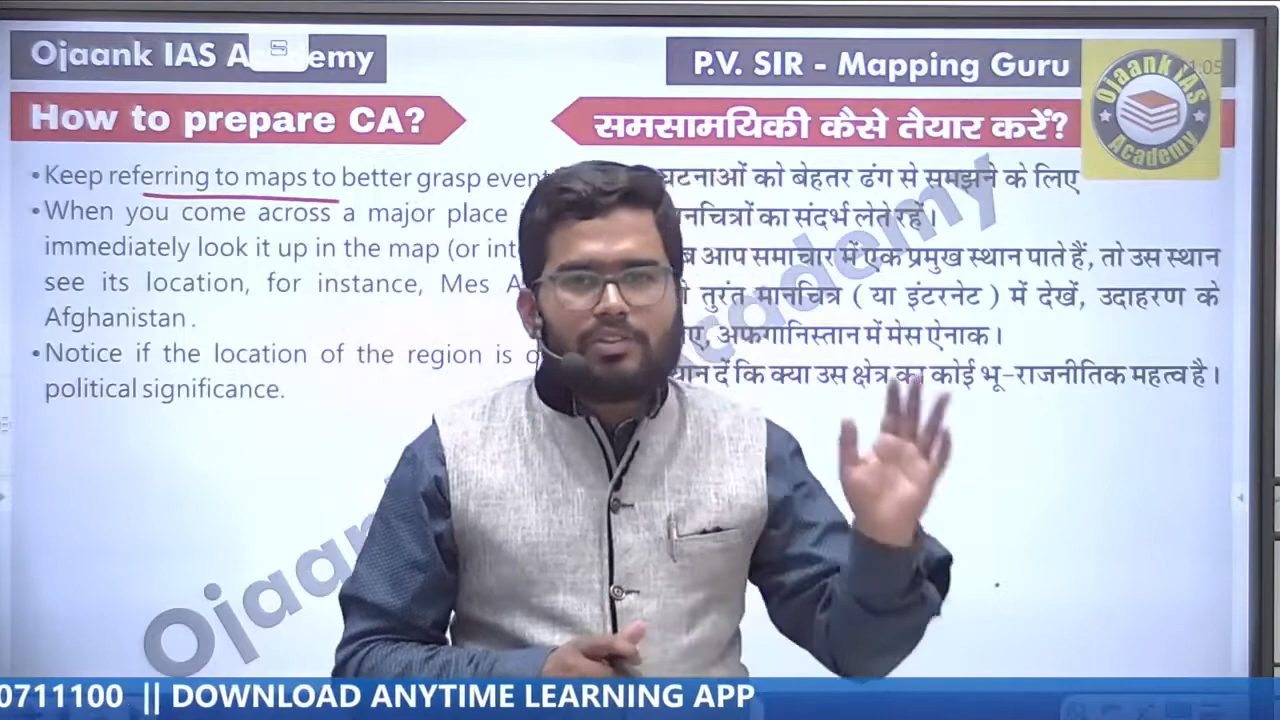 Ojaank IAS A emy
P.V. SIR - Mapping Guru
11:05
Ojaank IAS
Academy
How to prepare CA?
समसामयिकी कैसे तैयार करें?
• Keep referring to maps to better grasp event
• When you come across a major place
immediately look it up in the map (or int
see its location, for instance, Mes A
Afghanistan.
• Notice if the location of the region is o
political significance.
घटनाओं को बेहतर ढंग से समझने के लिए
नचित्रों का संदर्भ लेते रहें।
ब आप समाचार में एक प्रमुख स्थान पाते हैं, तो उस स्थान
तुरंत मानचित्र ( या इंटरनेट ) में देखें, उदाहरण के
ए, अफगानिस्तान में मेस ऐनाक।
यान दें कि क्या उस क्षेत्र का कोई भू-राजनीतिक महत्व है।
Ojaan
cademy
0711100 || DOWNLOAD ANYTIME LEARNING APP